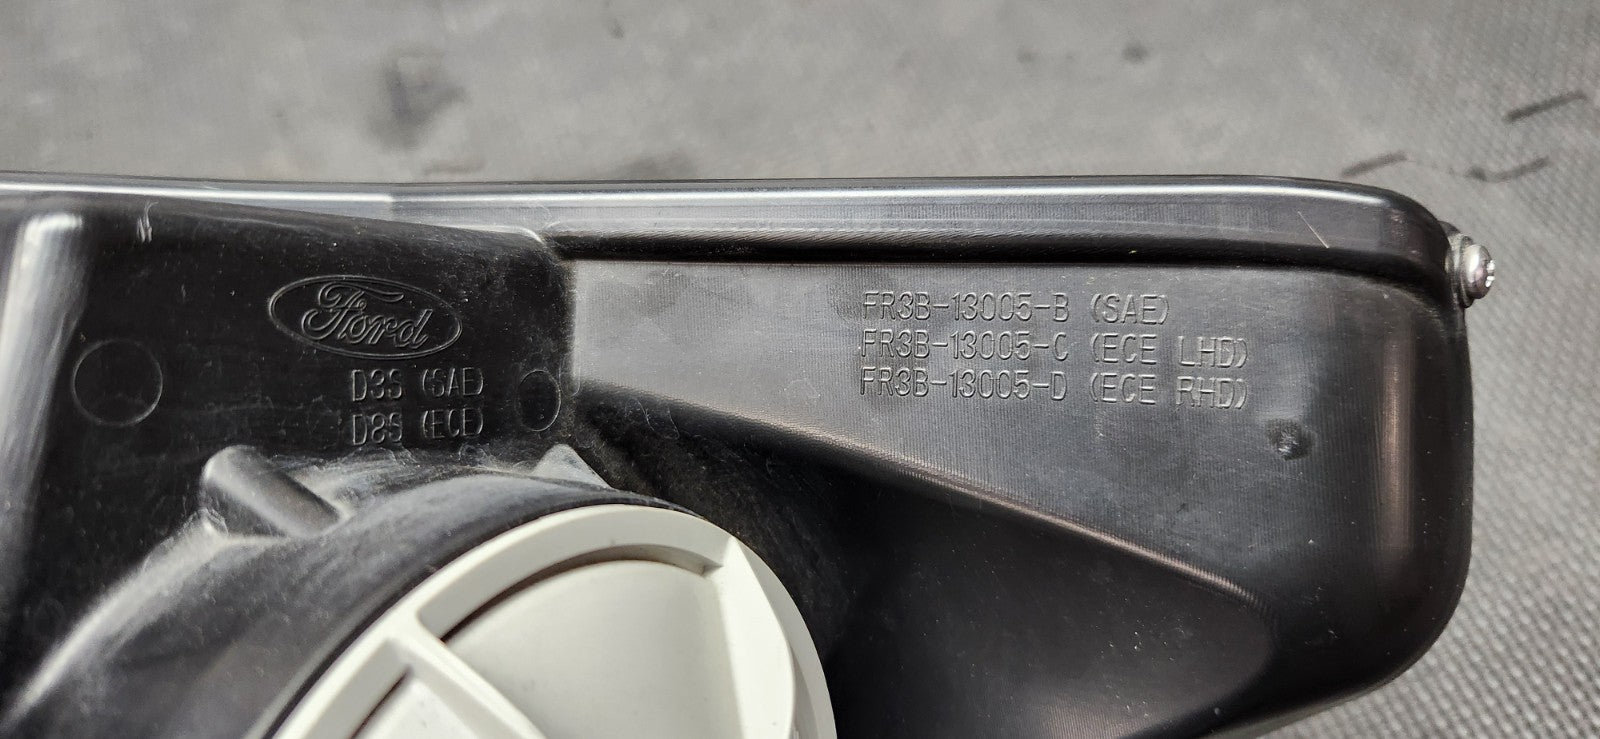 Ford
D3S (SAE)
D8S (ECE)
FR3B-13005-B (SAE)
FR3B-13005-C (ECE LHD)
FR3B-13005-D (ECE RHD)